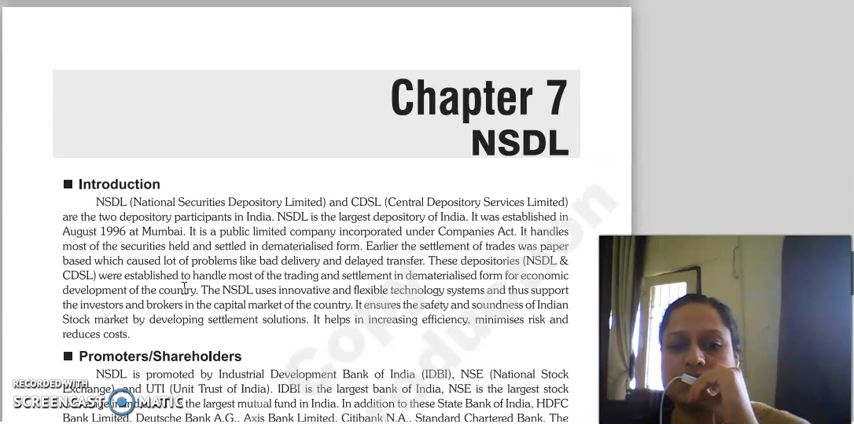 Chapter 7
NSDL
Introduction
NSDL (National Securities Depository Limited) and CDSL (Central Depository Services Limited)
are the two depository participants in India. NSDL is the largest depository of India. It was established in
August 1996 at Mumbai. It is a public limited company incorporated under Companies Act. It handles
most of the securities held and settled in dematerialised form. Earlier the settlement of trades was paper
based which caused lot of problems like bad delivery and delayed transfer. These depositories (NSDL &
CDSL) were established to handle most of the trading and settlement in dematerialised form for economic
development of the country. The NSDL uses innovative and flexible technology systems and thus support
the investors and brokers in the capital market of the country. It ensures the safety and soundness of Indian
Stock market by developing settlement solutions. It helps in increasing efficiency, minimises risk and
reduces costs.
Promoters/Shareholders
NSDL is promoted by Industrial Development Bank of India (IDBI), NSE (National Stock
Exchange) and UTI (Unit Trust of India). IDBI is the largest bank of India, NSE is the largest stock
the largest mutual fund in India. In addition to these State Bank of India, HDFC
Bank Limited, Deutsche Bank A.G., Axis Bank Limited, Citibank N.A., Standard Chartered Bank, The
RECORDED WITH
SCREENCAST MATIC